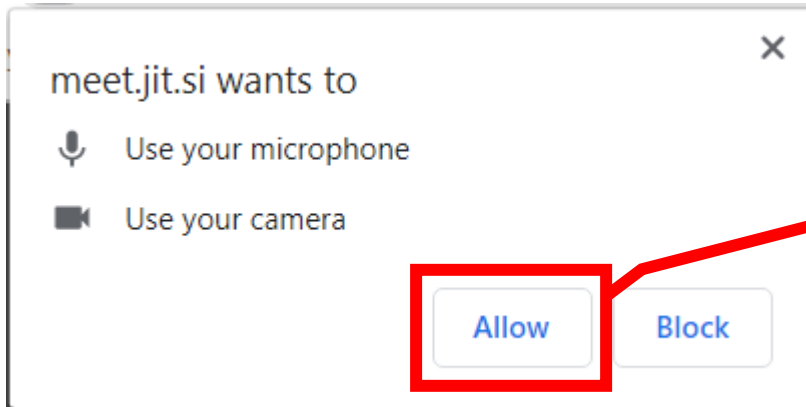 meet.jit.si wants to
Use your microphone
Use your camera
Allow Block